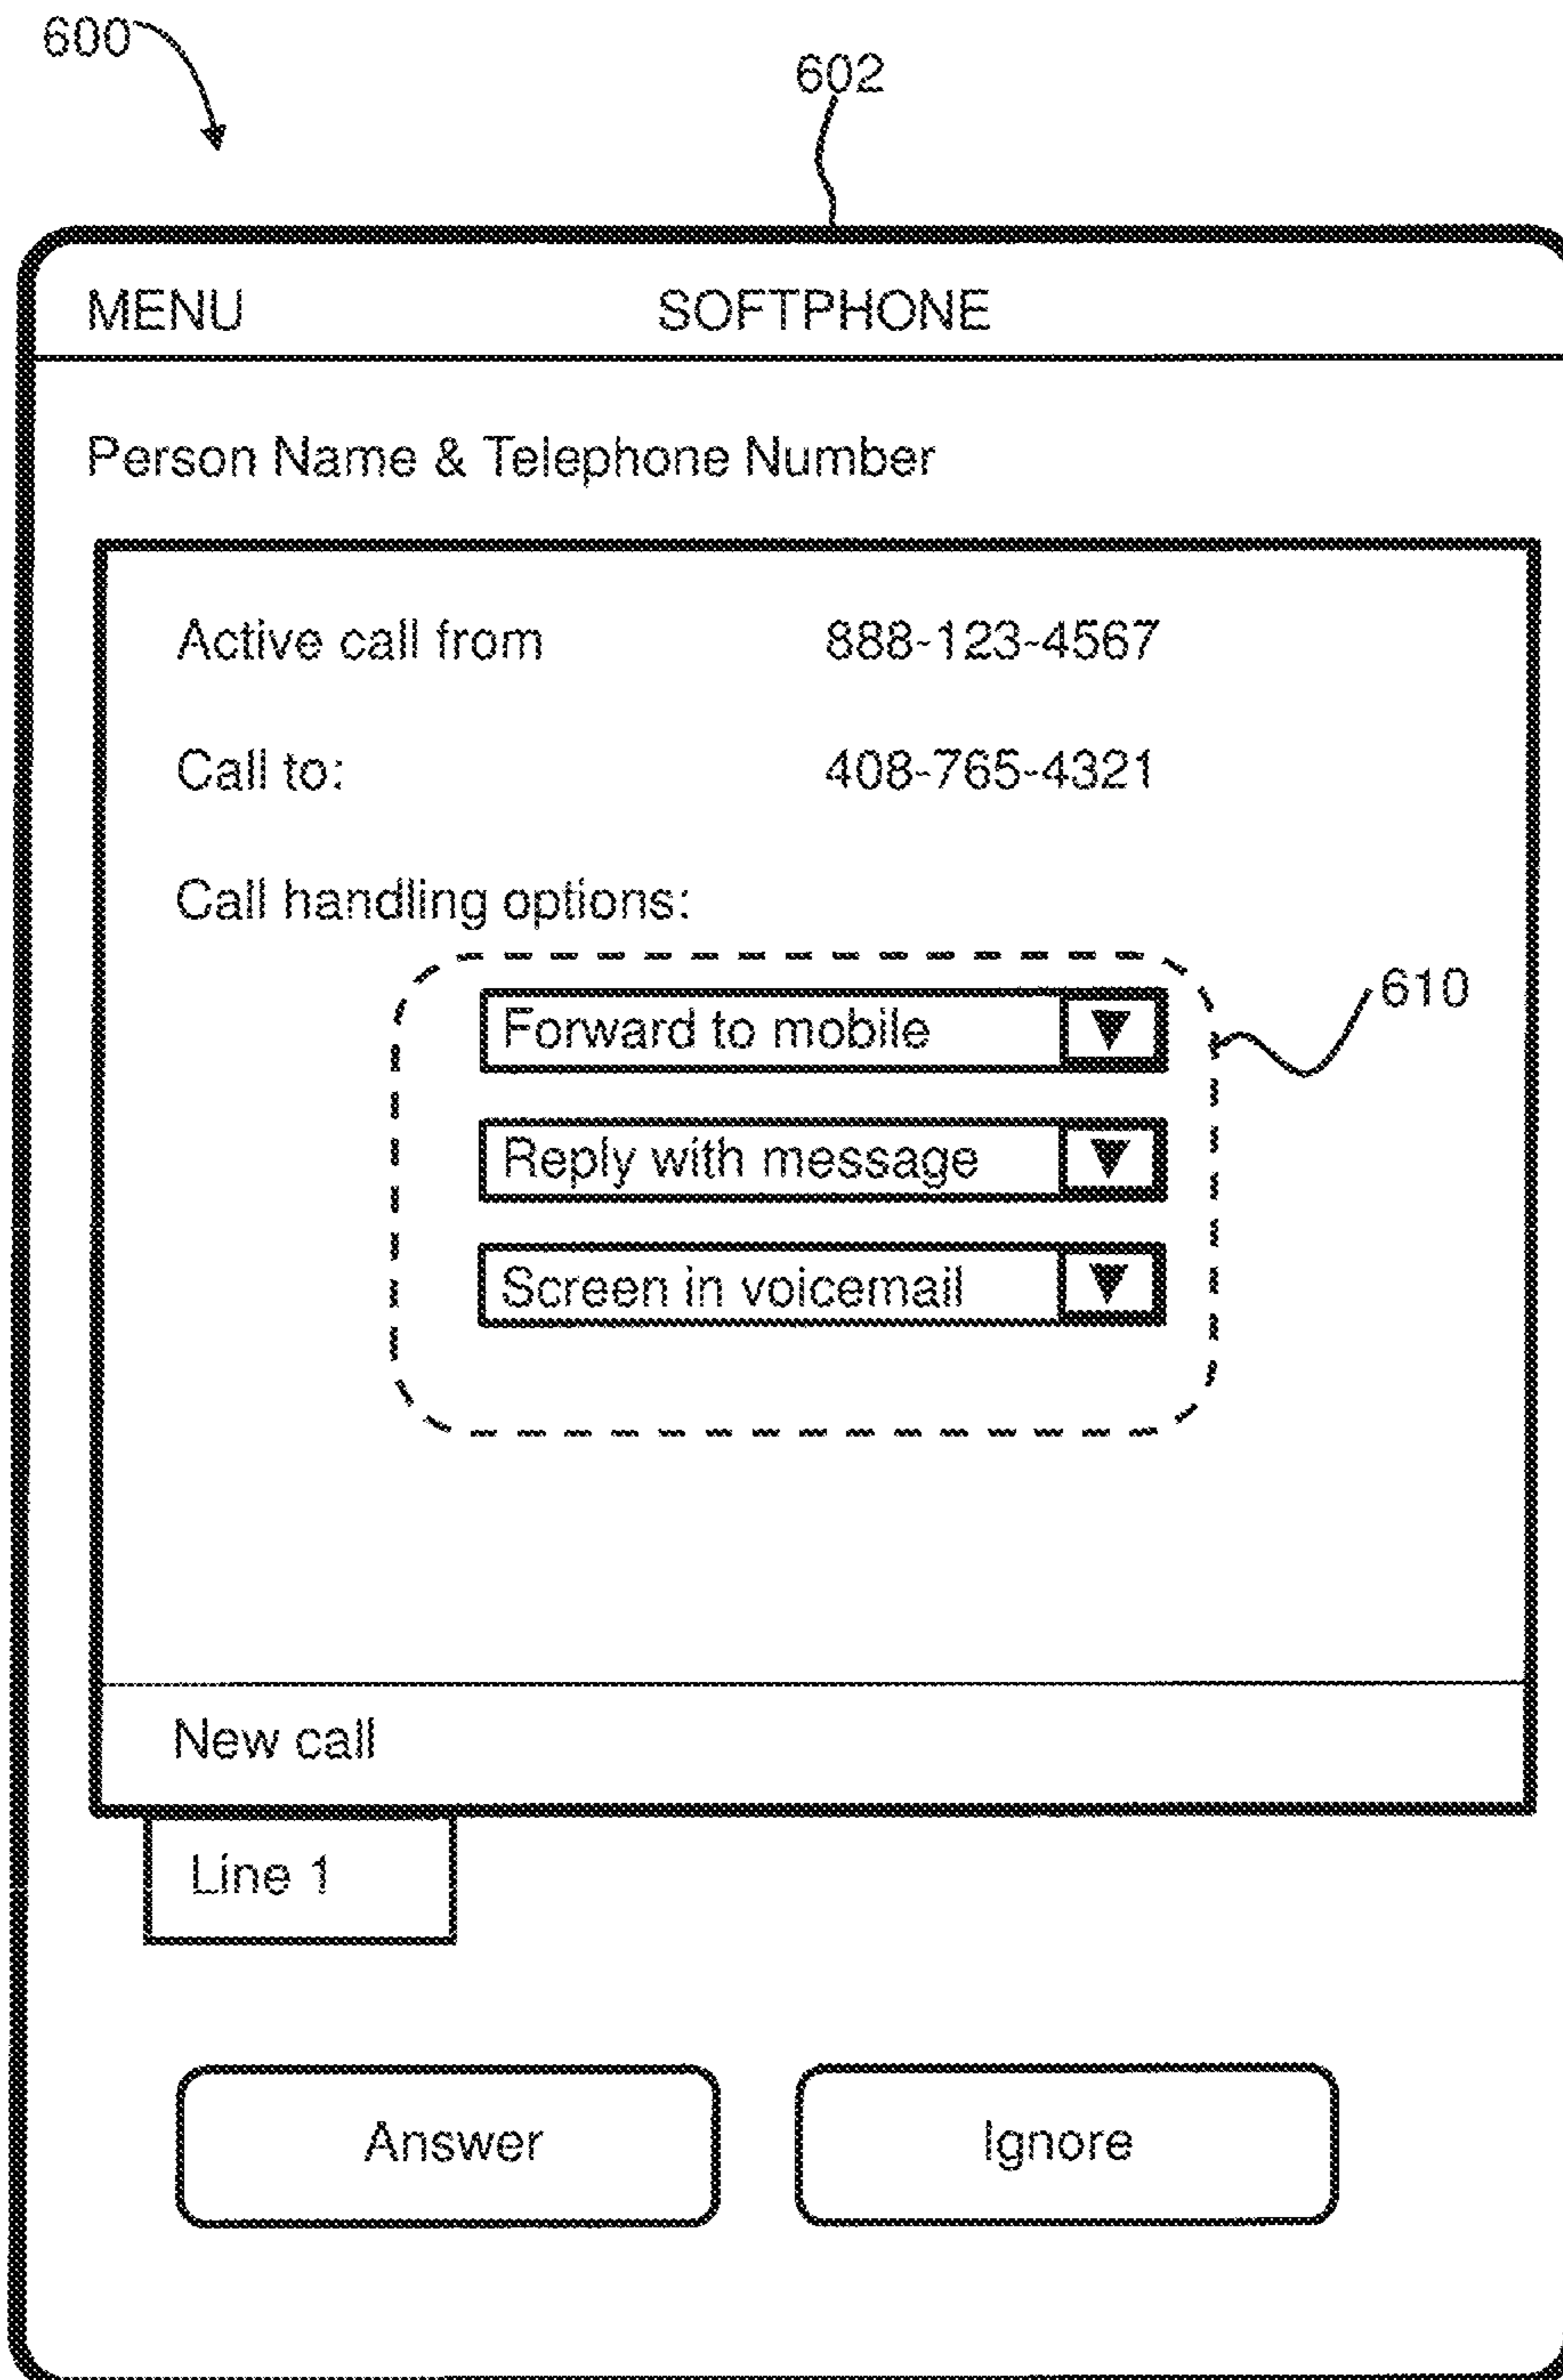 600
602
MENU SOFTPHONE
Person Name & Telephone Number
Active call from 888-123-4567
Call to: 408-765-4321
Call handling options:
610
Forward to mobile
Reply with message
Screen in voicemail
New call
Line 1
Answer Ignore